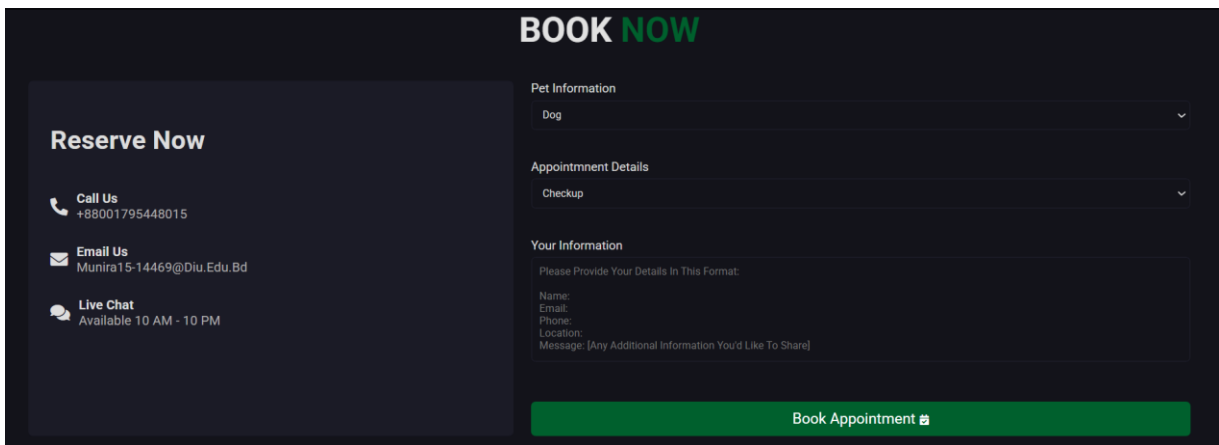 BOOK NOW
Reserve Now
Call Us
+88001795448015
Email Us
Munira15-14469@Diu.Edu.Bd
Live Chat
Available 10 AM - 10 PM
Pet Information
Dog
Appointmnent Details
Checkup
Your Information
Please Provide Your Details In This Format:
Name:
Email:
Phone:
Location:
Message: [Any Additional Information You'd Like To Share]
Book Appointment